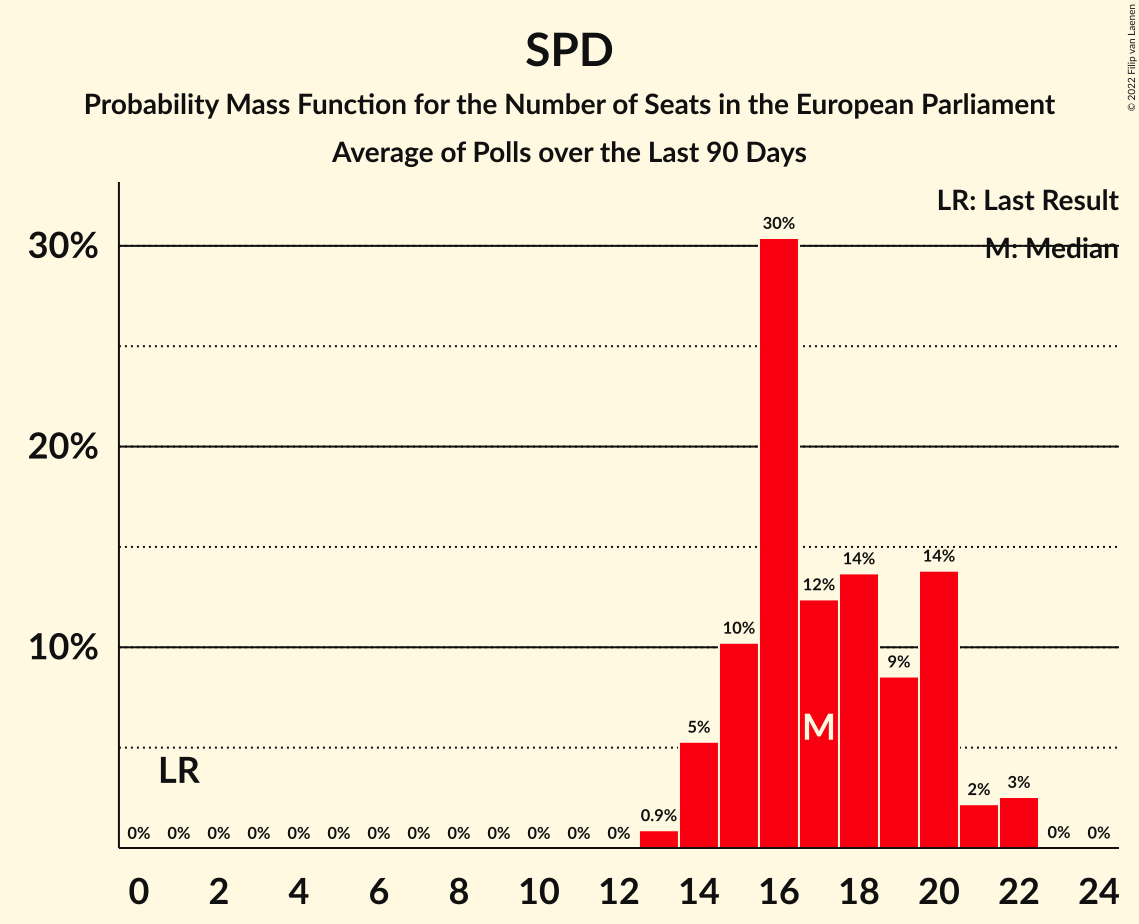 SPD
Probability Mass Function for the Number of Seats in the European Parliament
Average of Polls over the Last 90 Days
© 2022 Filip van Laenen
LR: Last Result
M: Median
30%
20%
10%
0% 0% 0% 0% 0% 0% 0% 0% 0% 0% 0% 0% 0% 0.9% 5% 10% 30% 12% 14% 9% 14% 2% 3% 0% 0%
LR
M
0 2 4 6 8 10 12 14 16 18 20 22 24